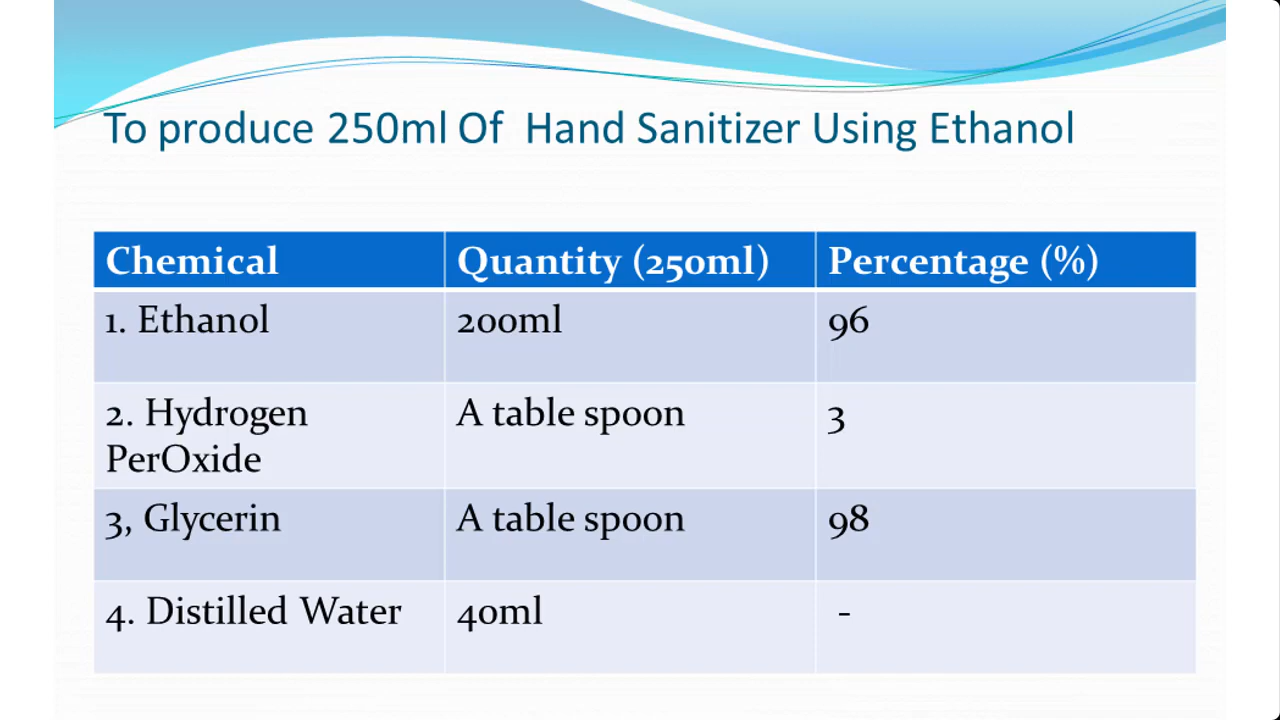 To produce 250ml Of  Hand Sanitizer Using Ethanol
Chemical Quantity (250ml) Percentage (%)
1. Ethanol 200ml 96
2. Hydrogen A table spoon 3
PerOxide
3, Glycerin A table spoon 98
4. Distilled Water 40ml -